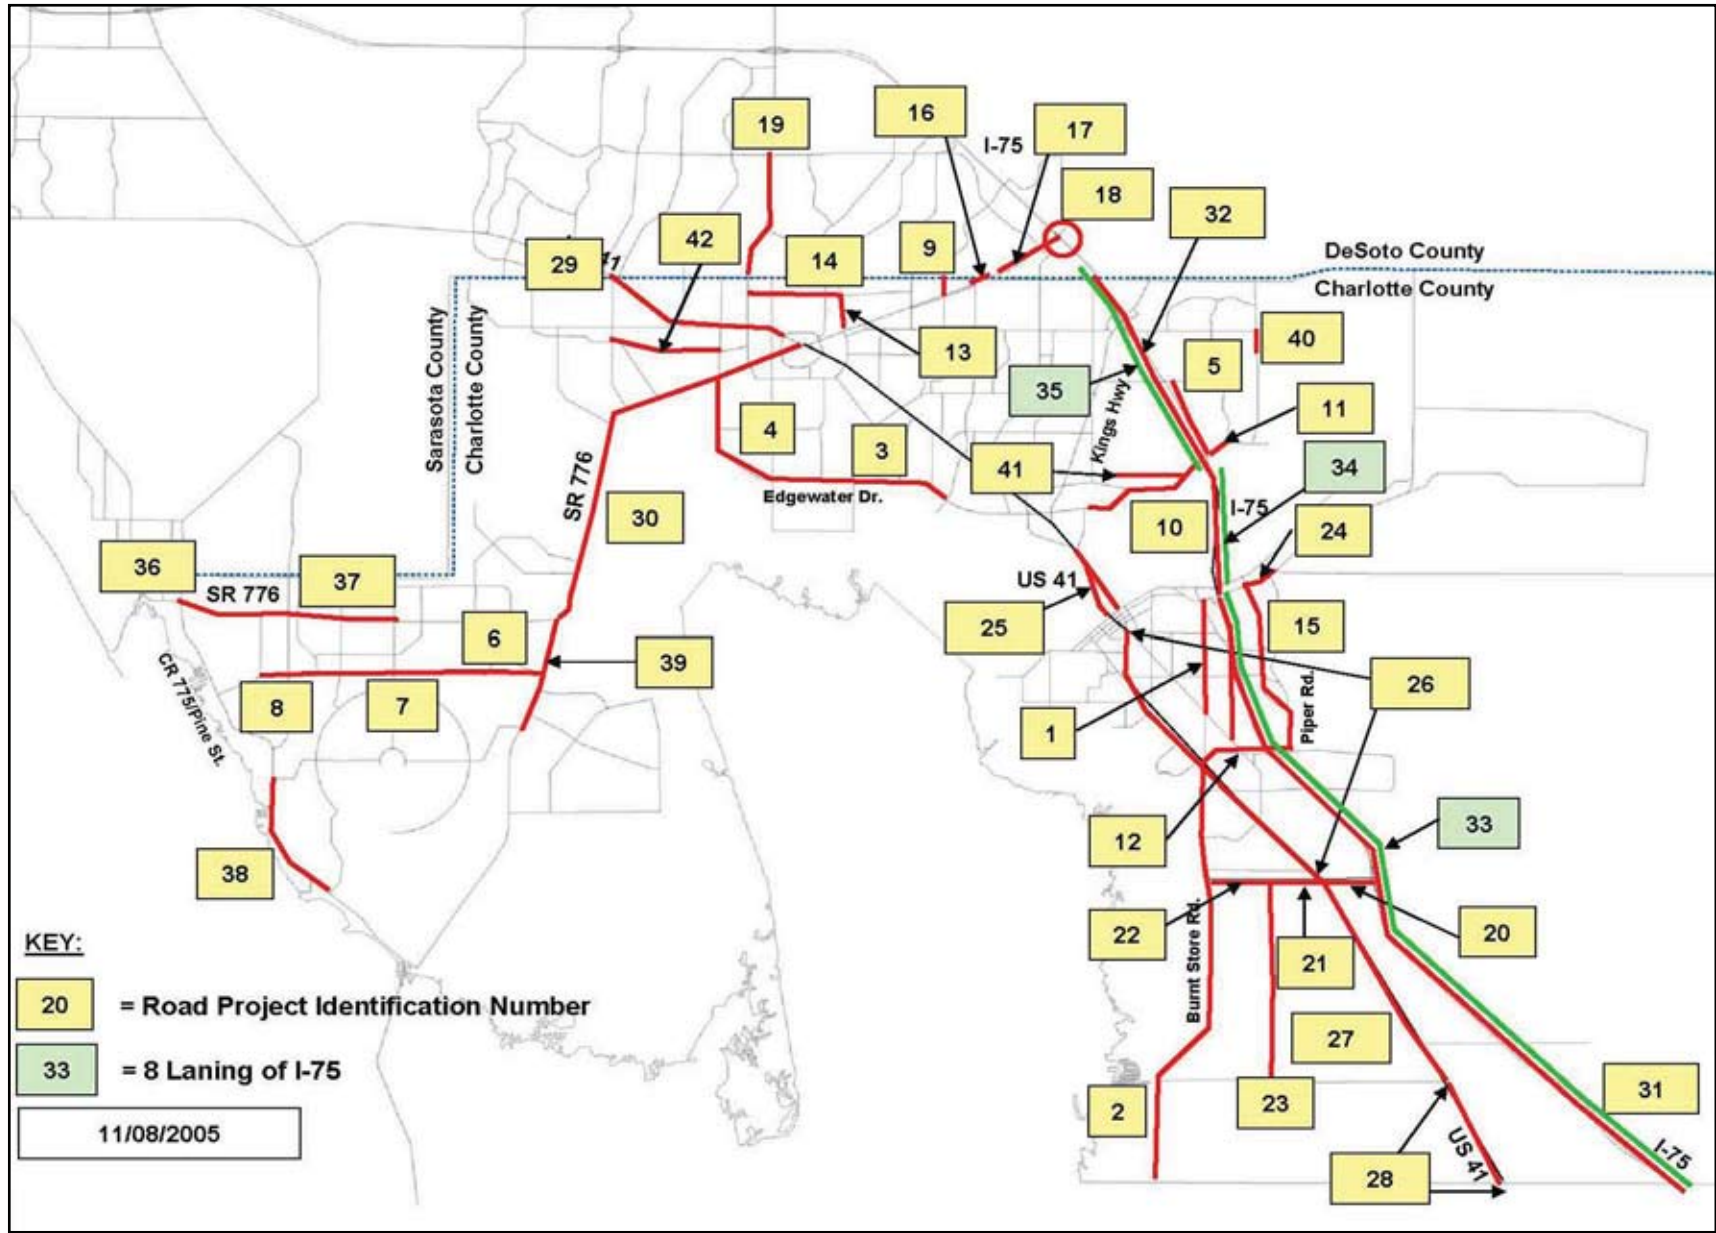 16
17
19
I-75
18
32
42
9
DeSoto County
29
41
14
Charlotte County
Sarasota County
Charlotte County
13
40
5
35
Kings Hwy
11
4
3
41
34
Edgewater Dr.
SR 776
30
10
I-75
24
36
37
US 41
SR 776
25
15
6
39
26
CR 775/Pine St.
8
7
1
Piper Rd.
33
12
38
22
Burnt Store Rd.
20
21
KEY:
20 = Road Project Identification Number
27
33 = 8 Laning of I-75
31
2
23
11/08/2005
US 41
I-75
28